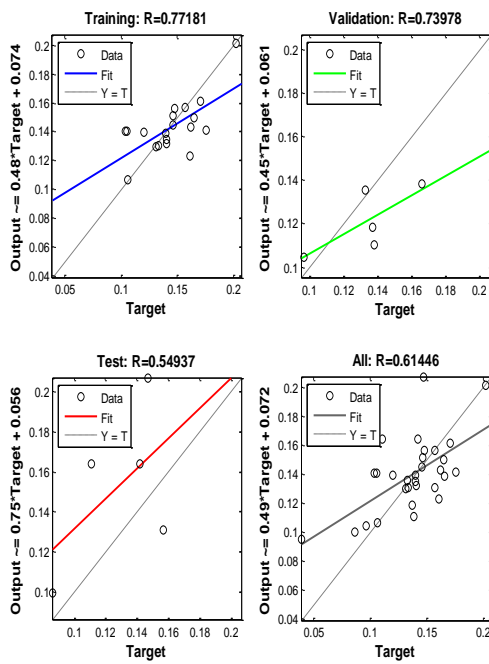 Training: R=0.77181
Output ~= 0.48*Target + 0.074
Data
Fit
Y = T
0.2
0.18
0.16
0.14
0.12
0.1
0.08
0.06
0.04
0.05 0.1 0.15 0.2
Target
Validation: R=0.73978
Output ~= 0.45*Target + 0.061
Data
Fit
Y = T
0.2
0.18
0.16
0.14
0.12
0.1
0.1 0.12 0.14 0.16 0.18 0.2
Target
Test: R=0.54937
Output ~= 0.75*Target + 0.056
Data
Fit
Y = T
0.2
0.18
0.16
0.14
0.12
0.1
0.1 0.12 0.14 0.16 0.18 0.2
Target
All: R=0.61446
Output ~= 0.49*Target + 0.072
Data
Fit
Y = T
0.2
0.18
0.16
0.14
0.12
0.1
0.08
0.06
0.04
0.05 0.1 0.15 0.2
Target